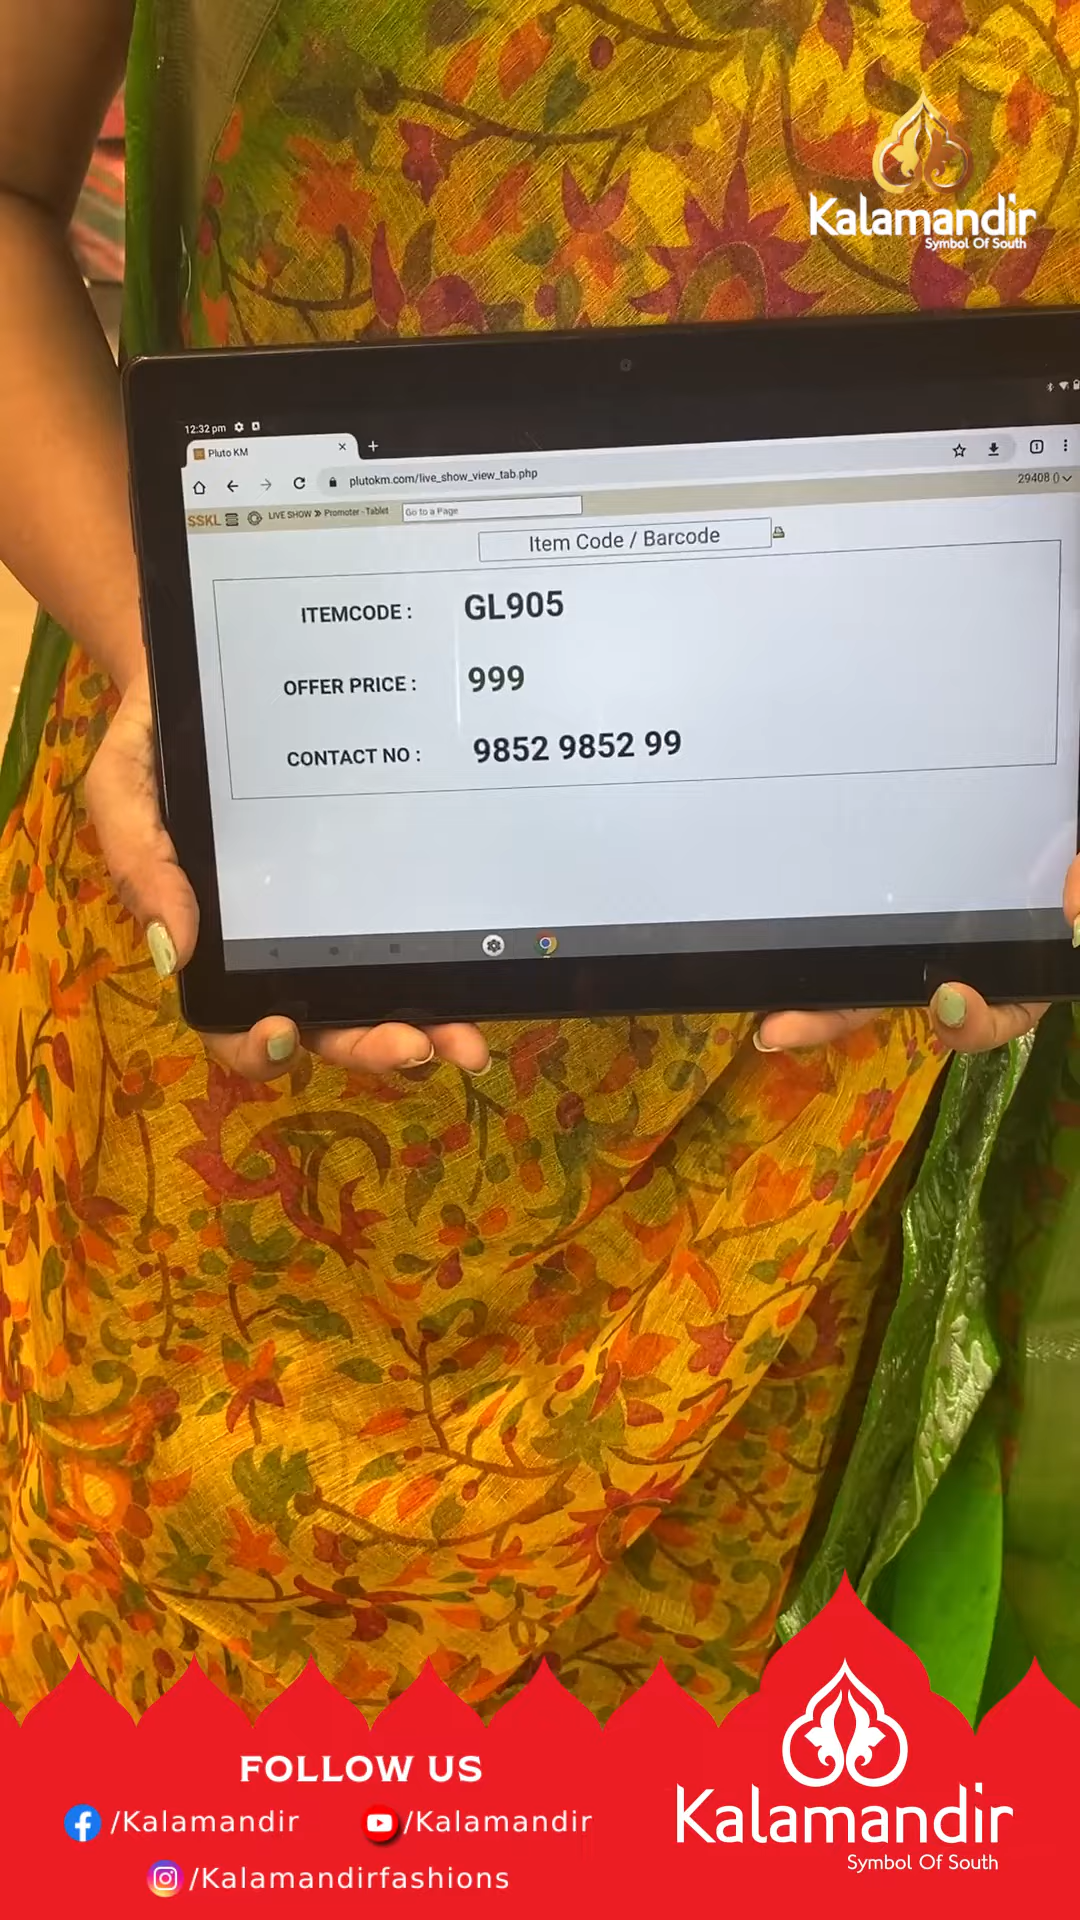 Kalamandir
Symbol Of South
12:32 pm
Pluto KM
plutokm.com/live_show_view_tab.php
29408 ()
SSKL
LIVE SHOW » Promoter - Tablet
Go to a Page
Item Code / Barcode
ITEMCODE : GL905
OFFER PRICE : 999
CONTACT NO : 9852 9852 99
FOLLOW US
/Kalamandir
/Kalamandir
/Kalamandirfashions
Kalamandir
Symbol Of South